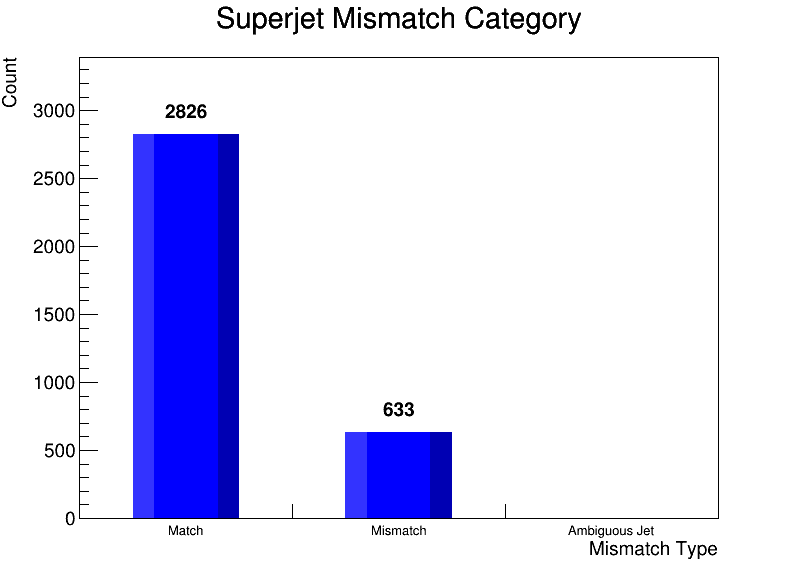 Superjet Mismatch Category
Count
3000
2500
2000
1500
1000
500
0
2826
633
Match
Mismatch
Ambiguous Jet
Mismatch Type